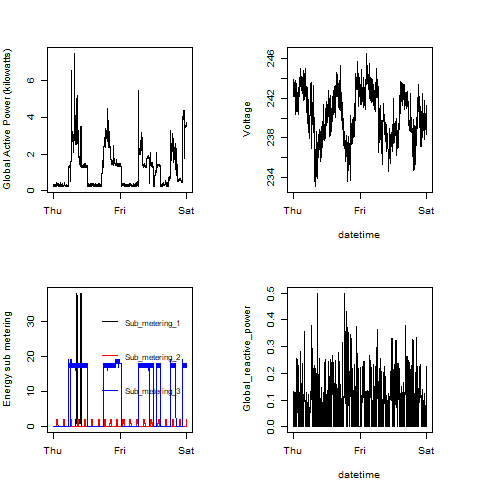 Global Active Power (kilowatts)
0 2 4 6
Thu Fri Sat
Voltage
234 238 242 246
Thu Fri Sat
datetime
Energy sub metering
0 10 20 30
Sub_metering_1
Sub_metering_2
Sub_metering_3
Thu Fri Sat
Global_reactive_power
0.0 0.1 0.2 0.3 0.4 0.5
Thu Fri Sat
datetime